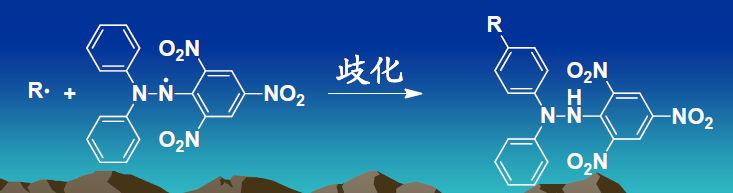 R· + N-N· O₂N NO₂ O₂N
歧化
R N-N H O₂N NO₂ O₂N